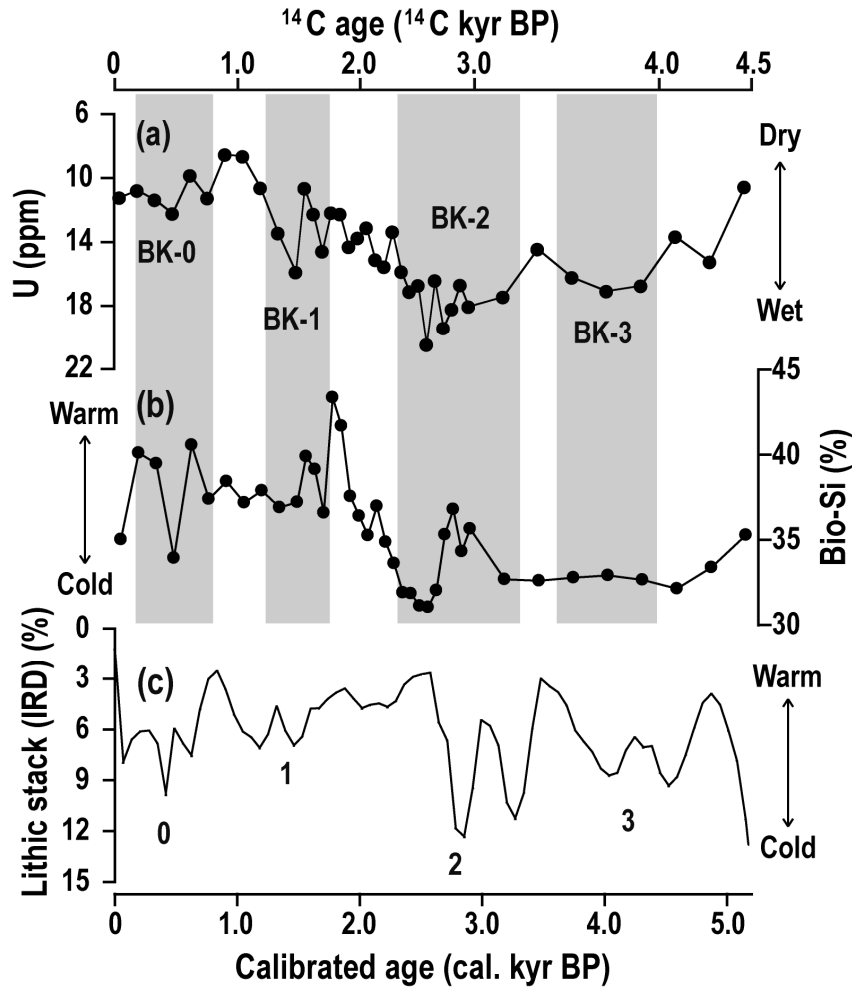 ¹⁴C age (¹⁴C kyr BP)
0 1.0 2.0 3.0 4.0 4.5
6
(a)
Dry
10
BK-2
U (ppm)
14
BK-0
18
Wet
BK-1
BK-3
22
45
Warm
(b)
40
Bio-Si (%)
35
Cold
30
0
Lithic stack (IRD) (%)
3
(c)
Warm
6
9
1
12
0
3
Cold
2
15
0 1.0 2.0 3.0 4.0 5.0
Calibrated age (cal. kyr BP)